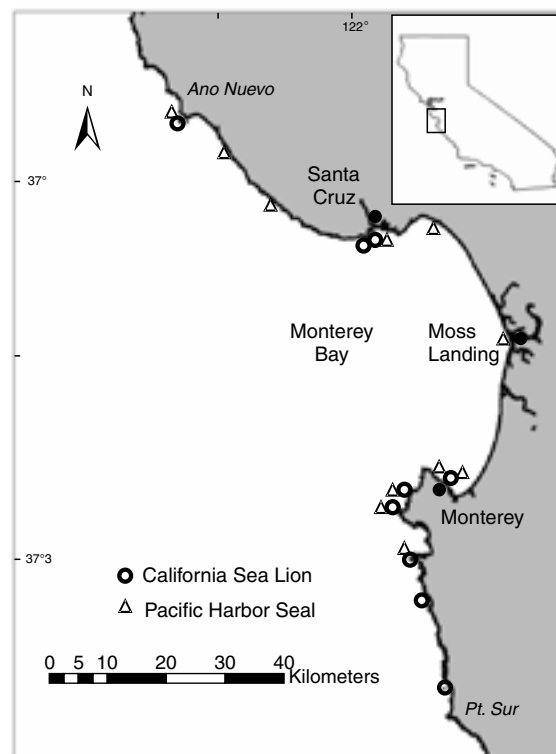 122°
Ano Nuevo
N
37°
Santa
Cruz
Monterey
Bay
Moss
Landing
Monterey
37°3
California Sea Lion
Pacific Harbor Seal
0 5 10 20 30 40
Kilometers
Pt. Sur